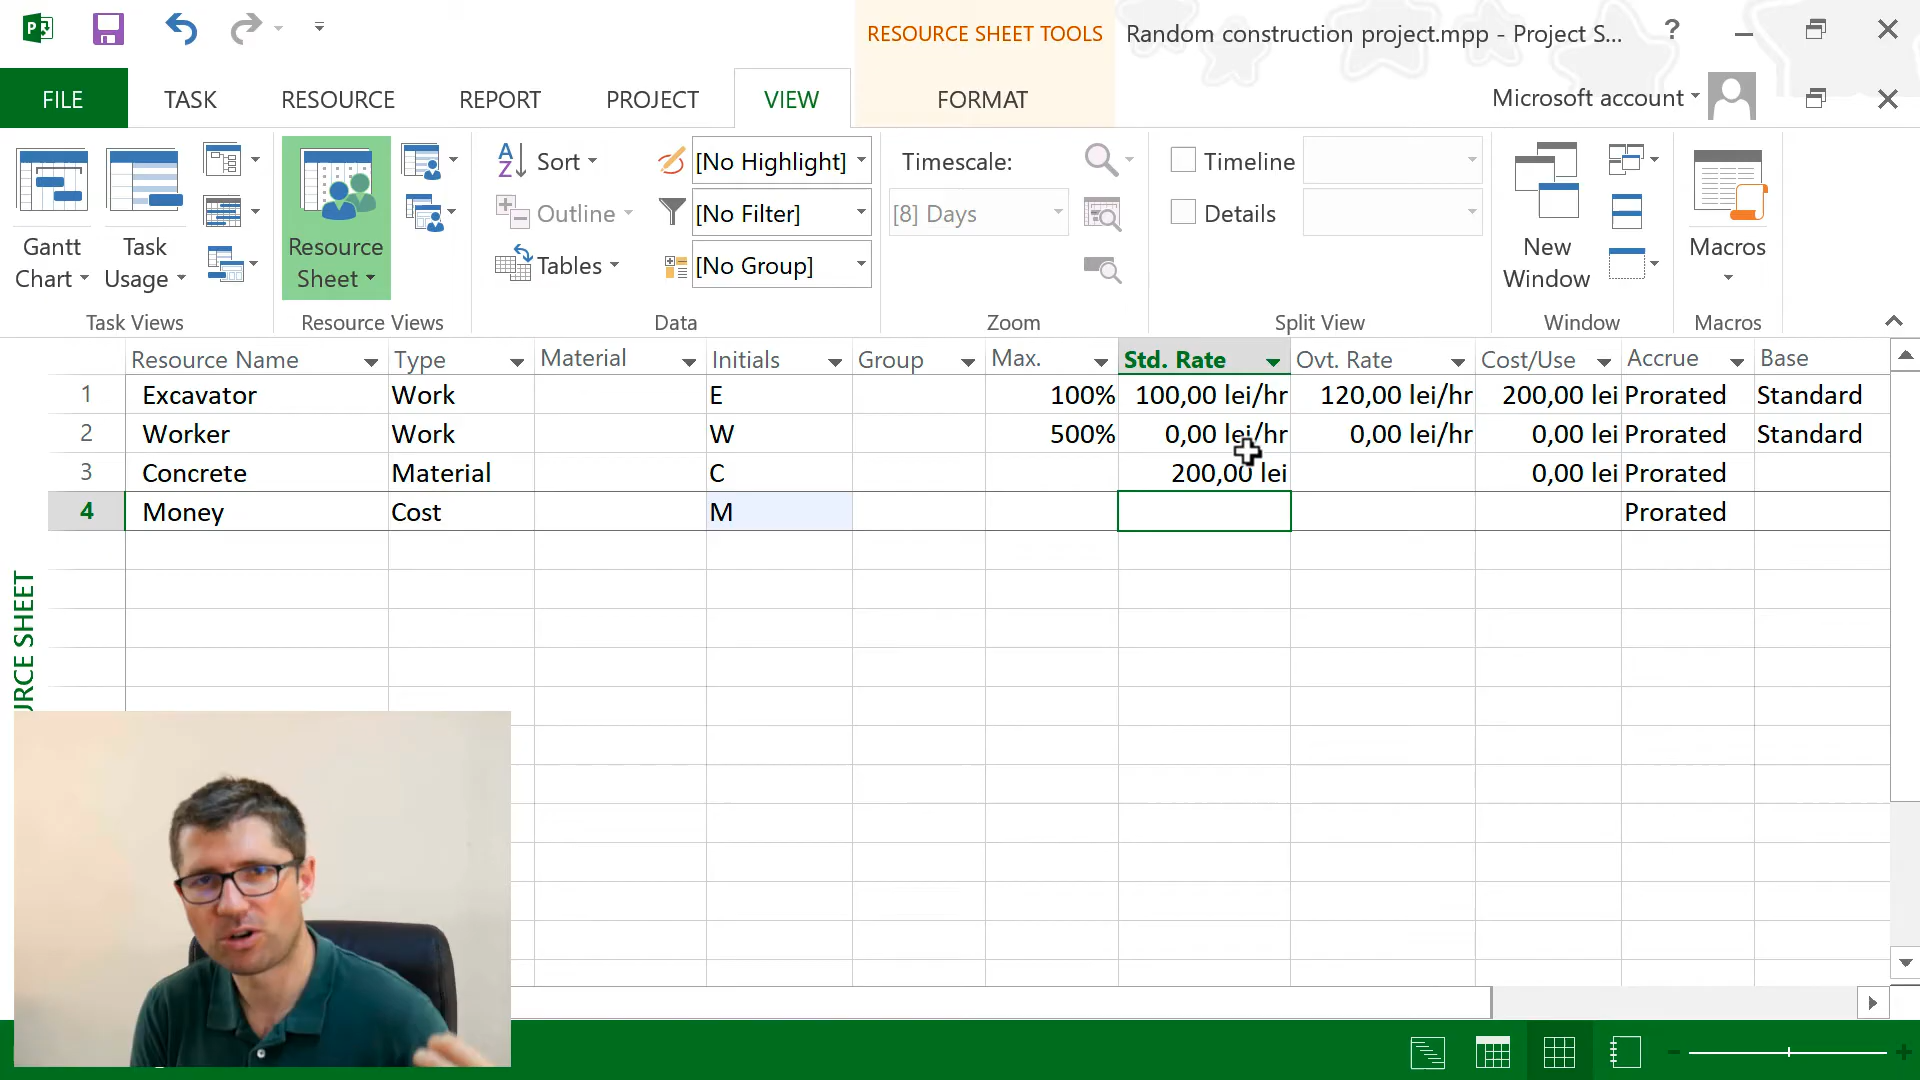 RESOURCE SHEET TOOLS Random construction project.mpp - Project S... ?
FILE TASK RESOURCE REPORT PROJECT VIEW FORMAT Microsoft account
Gantt Chart
Task Usage
Task Views
Resource Sheet
Resource Views
Sort [No Highlight]
Outline [No Filter]
Tables [No Group]
Data
Timescale:
[8] Days
Zoom
Timeline
Details
Split View
New Window
Window
Macros
Macros
Resource Name Type Material Initials Group Max. Std. Rate Ovt. Rate Cost/Use Accrue Base
1 Excavator Work E 100% 100,00 lei/hr 120,00 lei/hr 200,00 lei Prorated Standard
2 Worker Work W 500% 0,00 lei/hr 0,00 lei/hr 0,00 lei Prorated Standard
3 Concrete Material C 200,00 lei 0,00 lei Prorated
4 Money Cost M Prorated
URCE SHEET